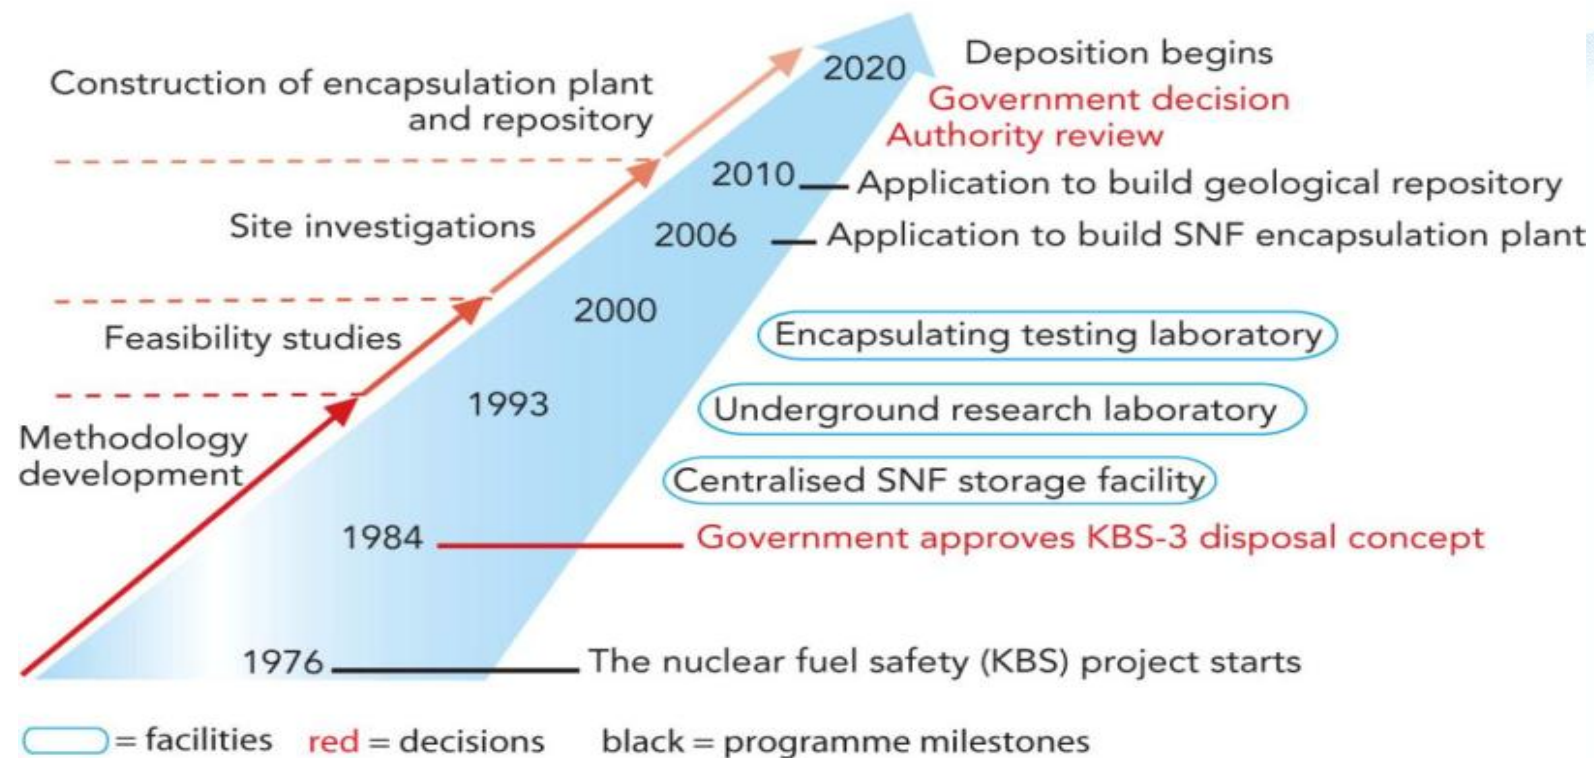 2020
Deposition begins
Construction of encapsulation plant
and repository
Government decision
Authority review
2010
Application to build geological repository
Site investigations
2006
Application to build SNF encapsulation plant
2000
Feasibility studies
Encapsulating testing laboratory
1993
Underground research laboratory
Methodology
development
Centralised SNF storage facility
1984
Government approves KBS-3 disposal concept
1976
The nuclear fuel safety (KBS) project starts
= facilities red = decisions black = programme milestones